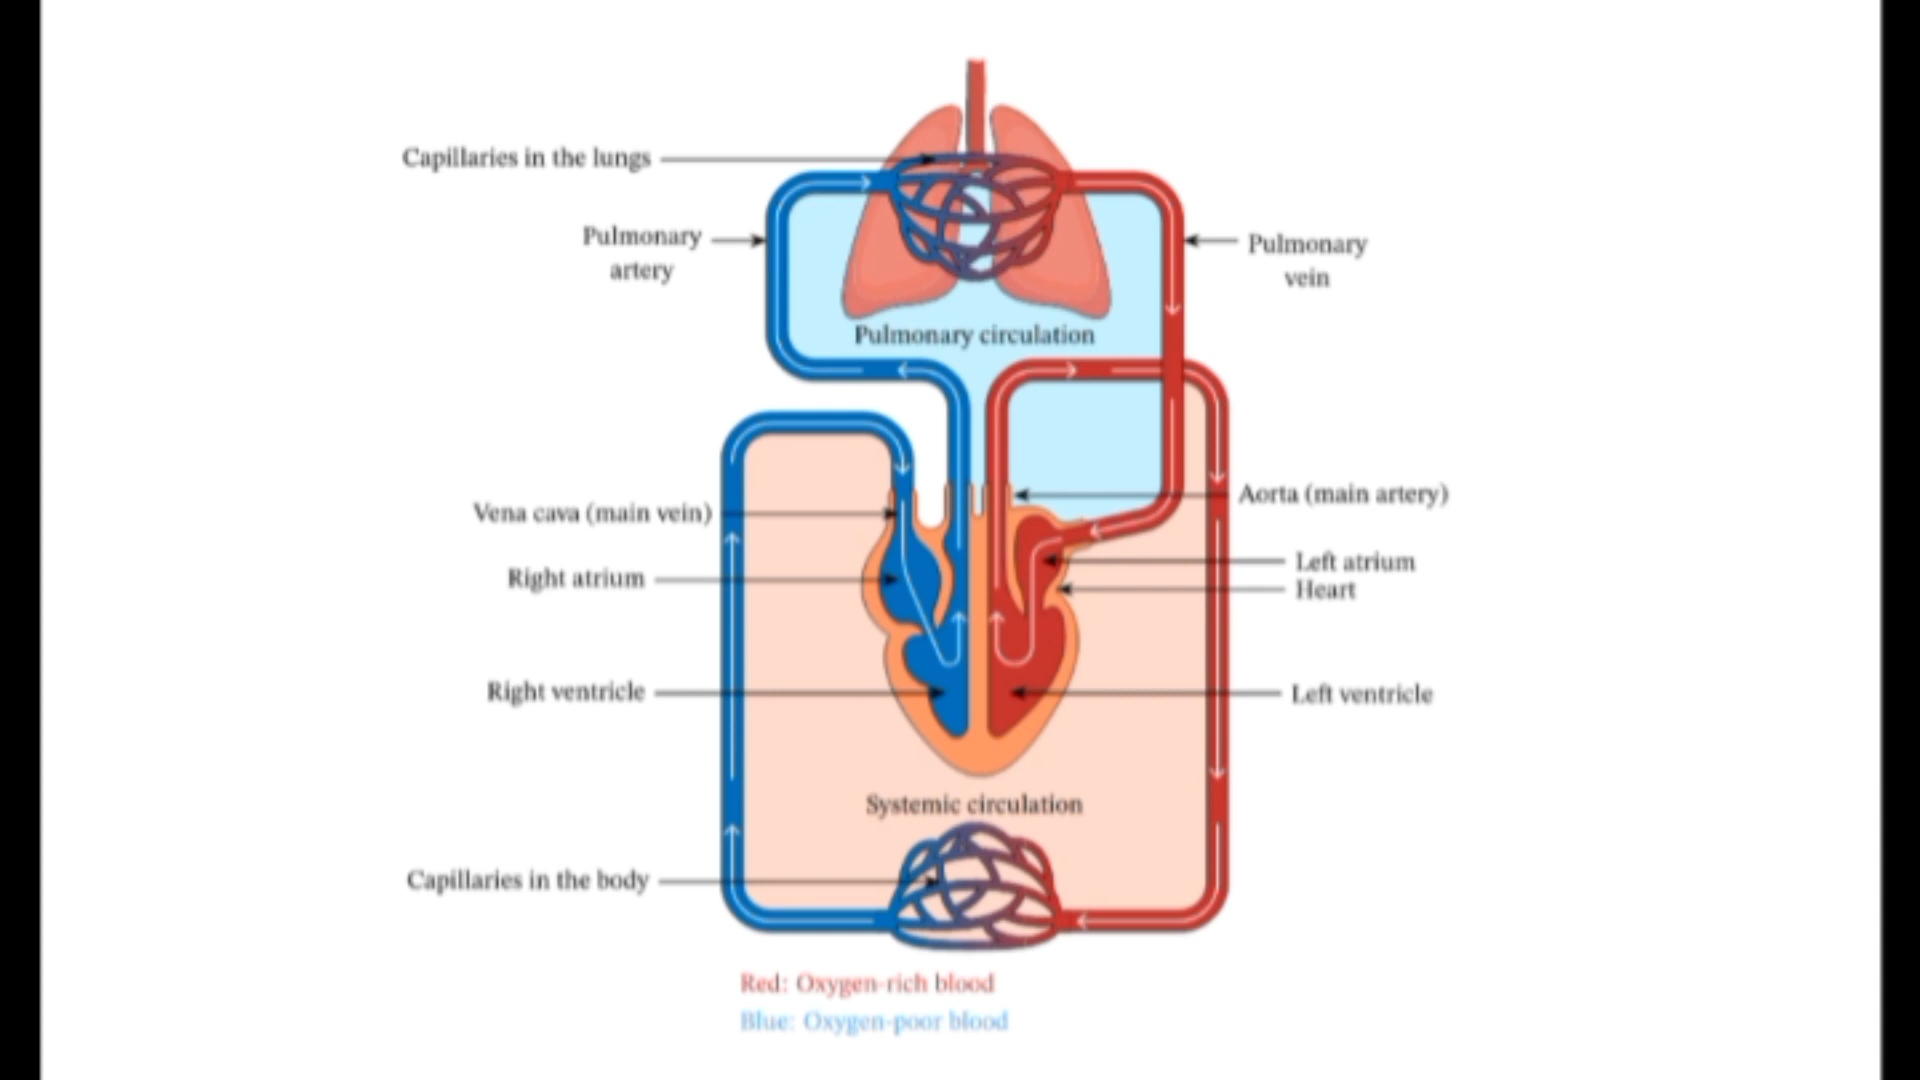 Capillaries in the lungs
Pulmonary
artery
Pulmonary
vein
Pulmonary circulation
Vena cava (main vein)
Aorta (main artery)
Right atrium
Left atrium
Heart
Right ventricle
Left ventricle
Systemic circulation
Capillaries in the body
Red: Oxygen-rich blood
Blue: Oxygen-poor blood